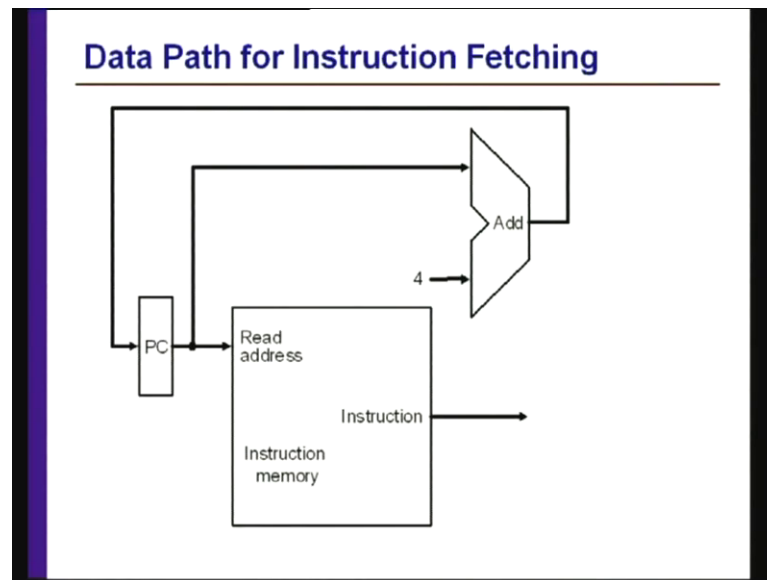 Data Path for Instruction Fetching
Add
4
PC
Read
address
Instruction
Instruction
memory